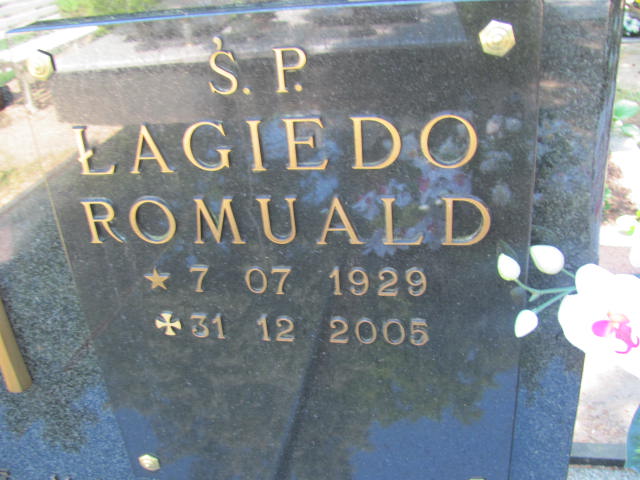 Ś. P.
ŁAGIEDO
ROMUALD
★ 7 07 1929
✠ 31 12 2005